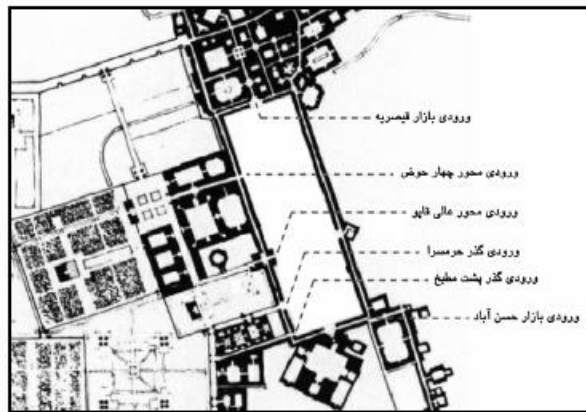 ورودی بازار قیصریه
ورودی محور چهار حوض
ورودی محور عالی قاپو
ورودی گذر حرمسرا
ورودی گذر پشت مطبخ
ورودی بازار حسن آباد